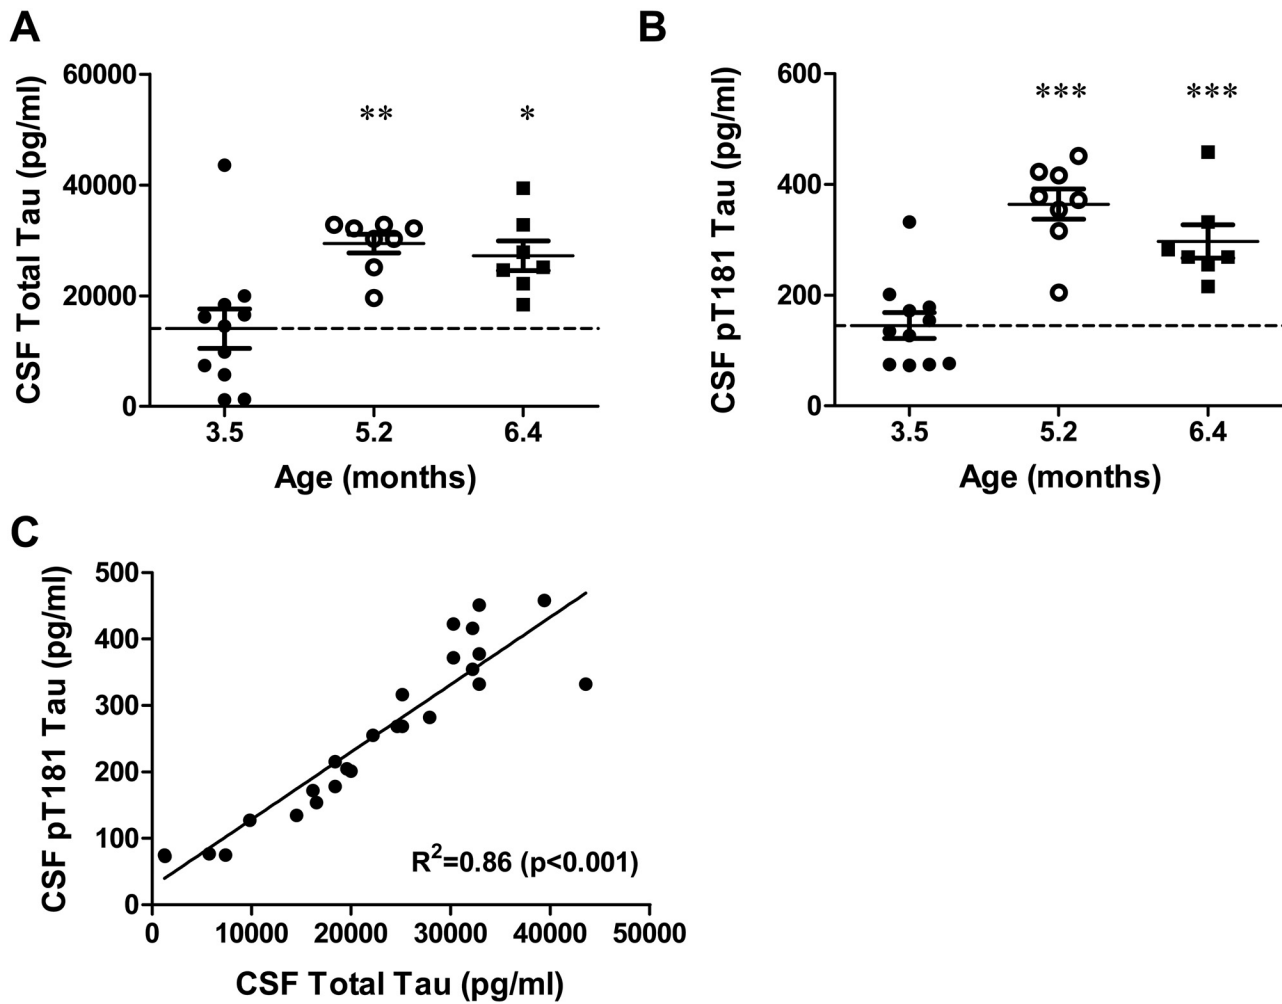 A
CSF Total Tau (pg/ml)
60000
40000
20000
0
** *
3.5 5.2 6.4
Age (months)
B
CSF pT181 Tau (pg/ml)
600
400
200
0
*** ***
3.5 5.2 6.4
Age (months)
C
CSF pT181 Tau (pg/ml)
500
400
300
200
100
0
R²=0.86 (p<0.001)
0 10000 20000 30000 40000 50000
CSF Total Tau (pg/ml)